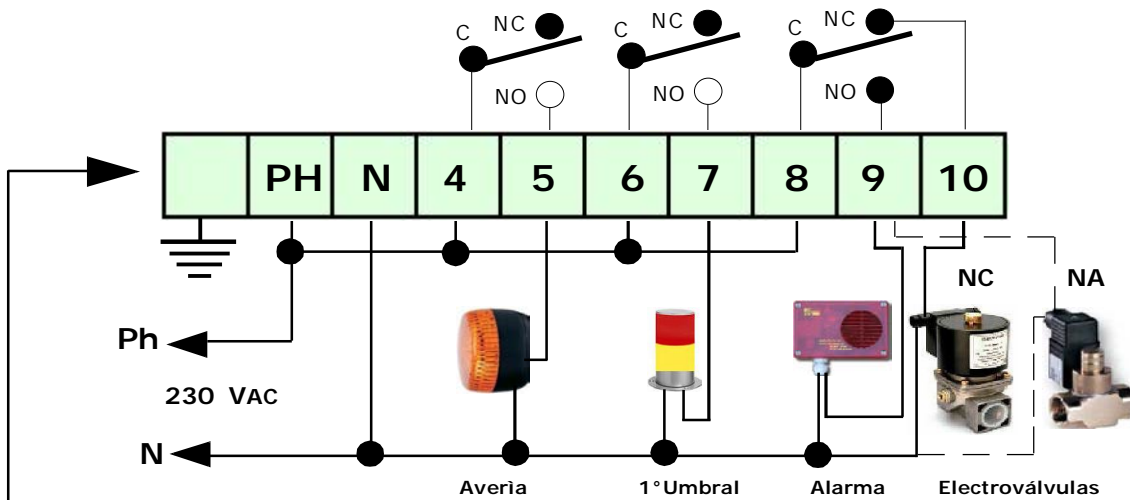 C NC C NC C NC
NO NO NO
PH N 4 5 6 7 8 9 10
NC NA
Ph
230 VAC
N
Averìa 1°Umbral Alarma Electroválvulas